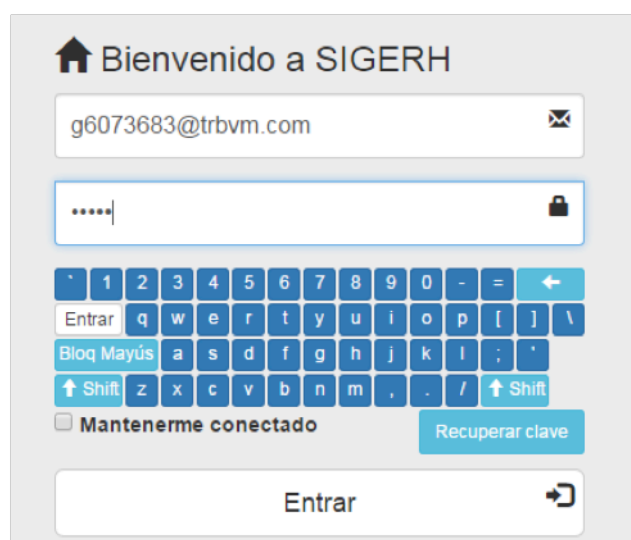 Bienvenido a SIGERH
g6073683@trbvm.com
•••••
` 1 2 3 4 5 6 7 8 9 0 - =
Entrar q w e r t y u i o p [ ] \
Bloq Mayús a s d f g h j k l ; '
Shift z x c v b n m , . / Shift
Mantenerme conectado
Recuperar clave
Entrar